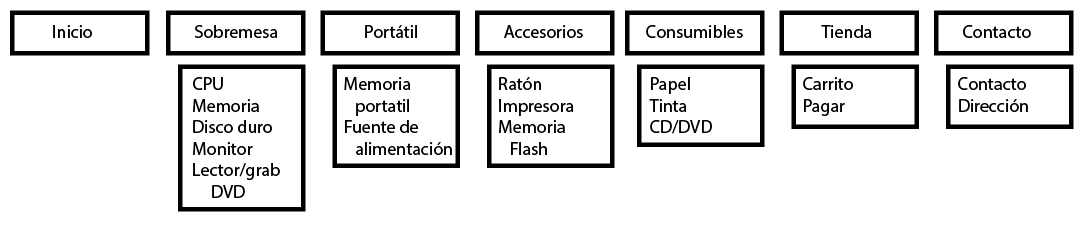 Inicio
Sobremesa
Portátil
Accesorios
Consumibles
Tienda
Contacto
CPU
Memoria
Disco duro
Monitor
Lector/grab
DVD
Memoria
portatil
Fuente de
alimentación
Ratón
Impresora
Memoria
Flash
Papel
Tinta
CD/DVD
Carrito
Pagar
Contacto
Dirección